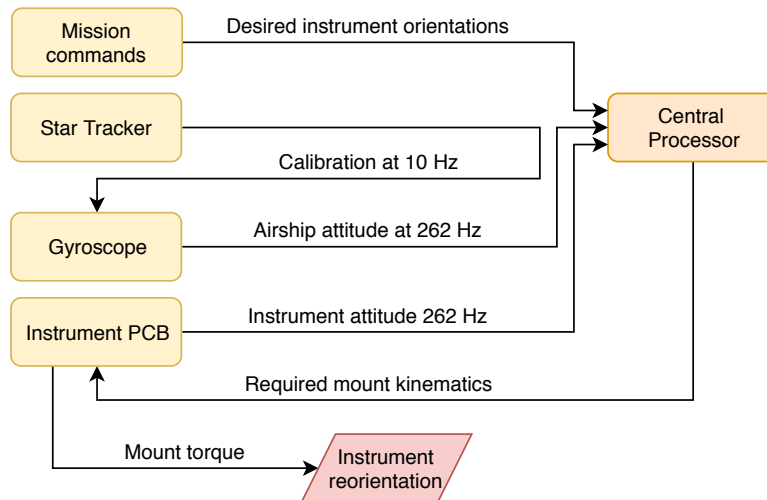 Mission
commands
Desired instrument orientations
Star Tracker
Central
Processor
Calibration at 10 Hz
Gyroscope
Airship attitude at 262 Hz
Instrument PCB
Instrument attitude 262 Hz
Required mount kinematics
Mount torque
Instrument
reorientation